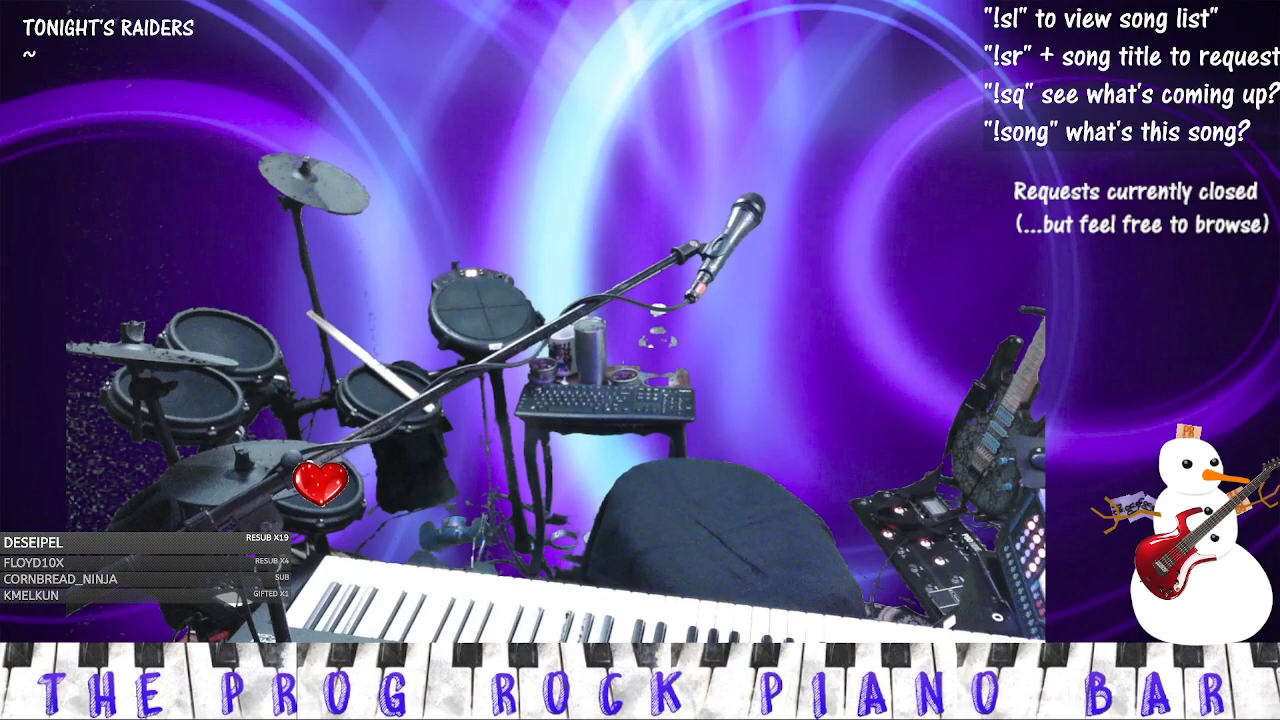 TONIGHT'S RAIDERS
~
"!sl" to view song list"
"!sr" + song title to request
"!sq" see what's coming up?
"!song" what's this song?
Requests currently closed
(...but feel free to browse)
DESEIPEL RESUB X19
FLOYD10X RESUB X4
CORNBREAD_NINJA SUB
KMELKUN GIFTED X1
THE PROG ROCK PIANO BAR